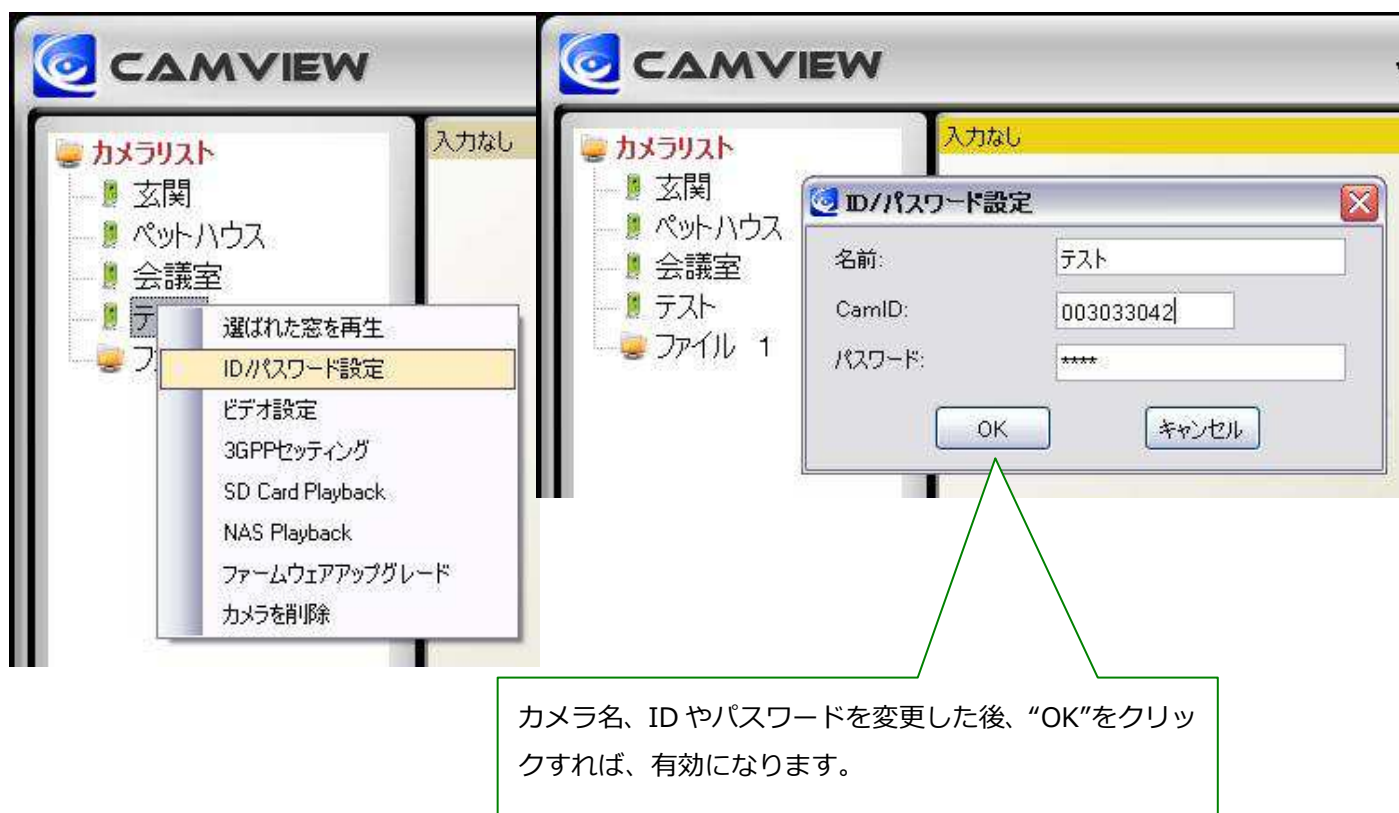 CAMVIEW
カメラリスト
玄関
ペットハウス
会議室
テ
フ
入力なし
選ばれた窓を再生
ID/パスワード設定
ビデオ設定
3GPPセッティング
SD Card Playback
NAS Playback
ファームウェアアップグレード
カメラを削除
CAMVIEW
カメラリスト
玄関
ペットハウス
会議室
テスト
ファイル 1
入力なし
ID/パスワード設定
名前: テスト
CamID: 003033042
パスワード: ****
OK キャンセル
カメラ名、ID やパスワードを変更した後、“OK”をクリッ
クすれば、有効になります。